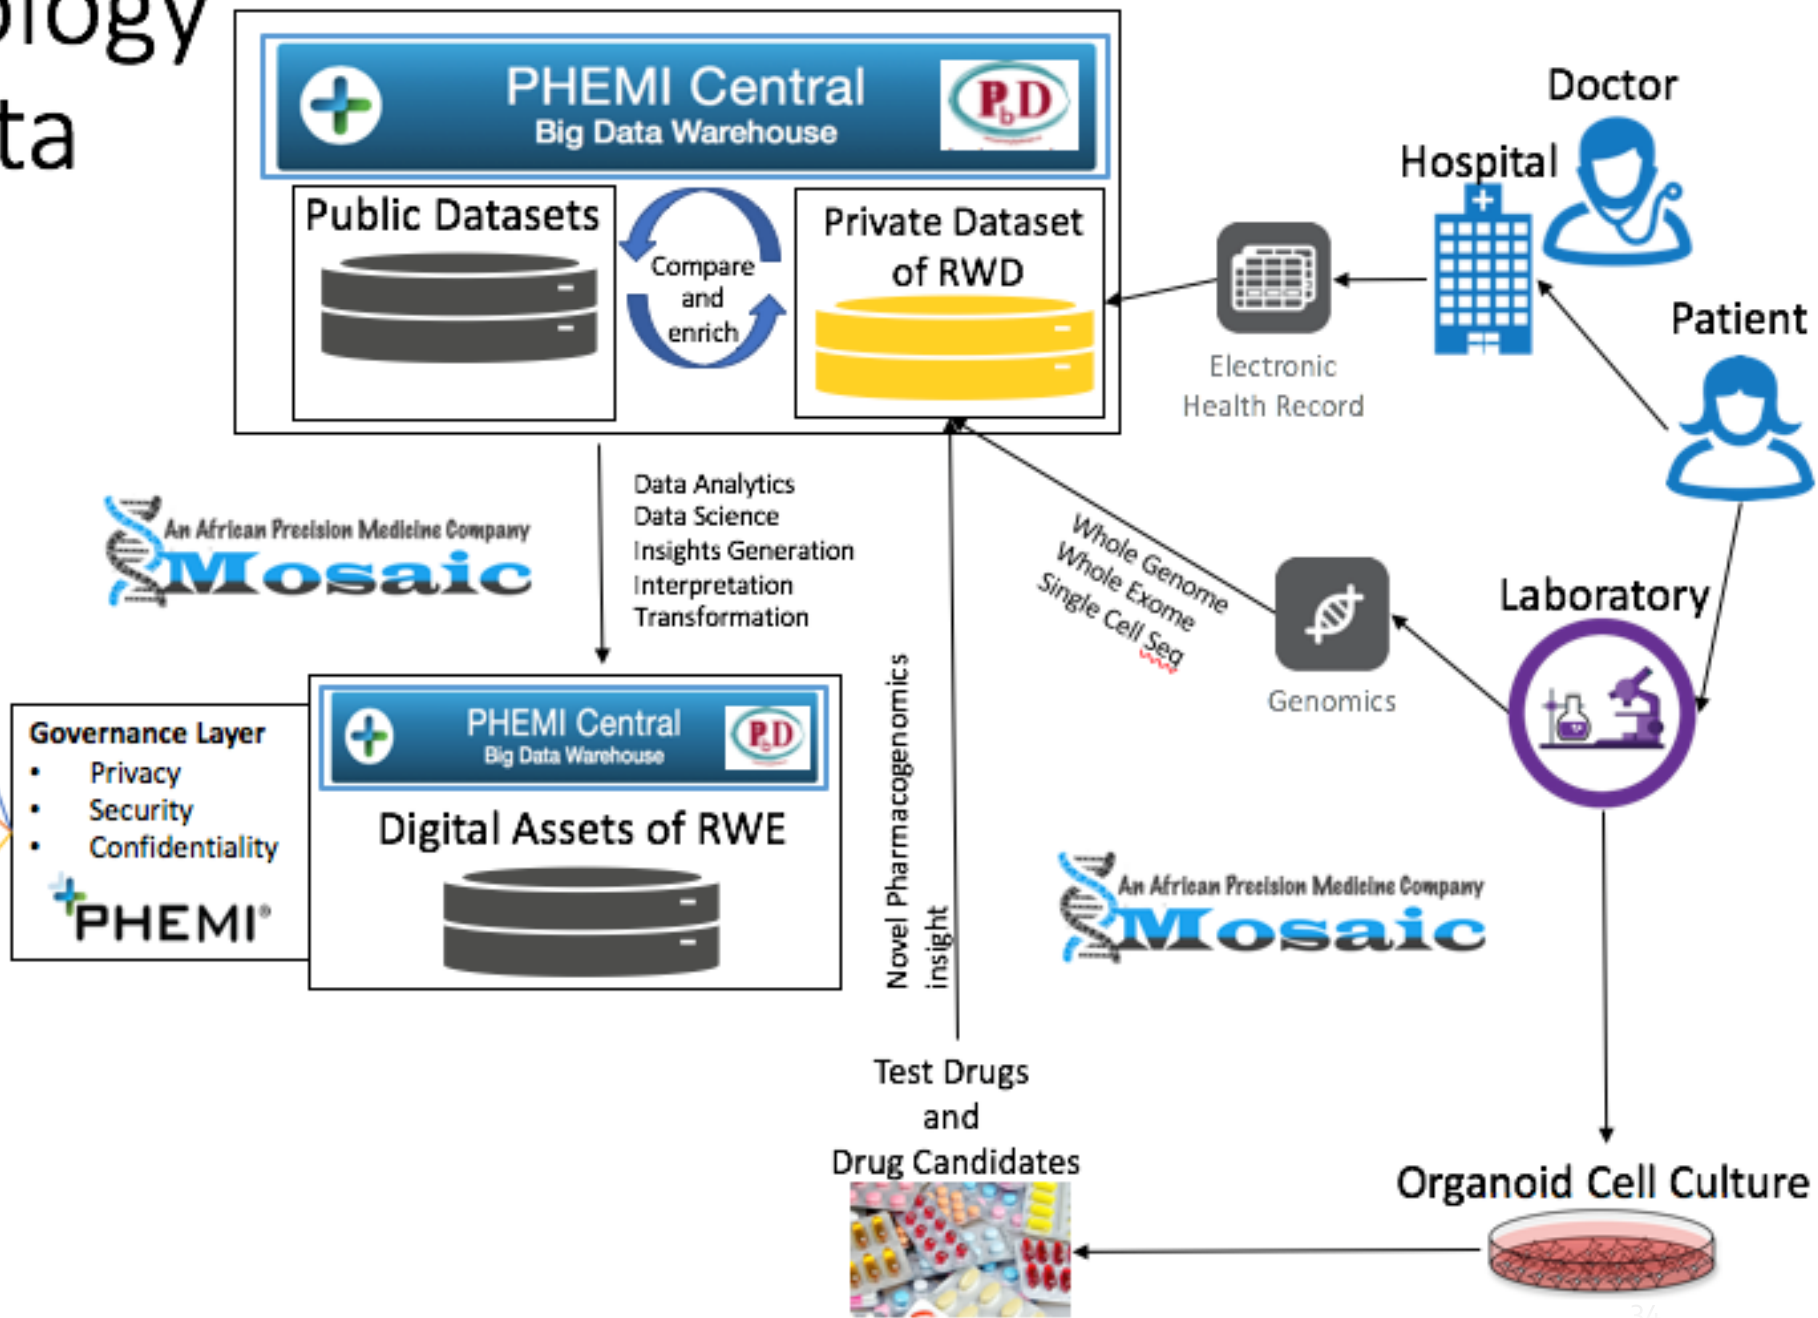 ology
ta
PHEMI Central
Big Data Warehouse
PbD
Public Datasets
Compare
and
enrich
Private Dataset
of RWD
Doctor
Hospital
Patient
Electronic
Health Record
An African Precision Medicine Company
Mosaic
Data Analytics
Data Science
Insights Generation
Interpretation
Transformation
Whole Genome
Whole Exome
Single Cell Seq
Genomics
Laboratory
Governance Layer
• Privacy
• Security
• Confidentiality
PHEMI®
PHEMI Central
Big Data Warehouse
PbD
Digital Assets of RWE
Novel Pharmacogenomics
insight
An African Precision Medicine Company
Mosaic
Test Drugs
and
Drug Candidates
Organoid Cell Culture
34